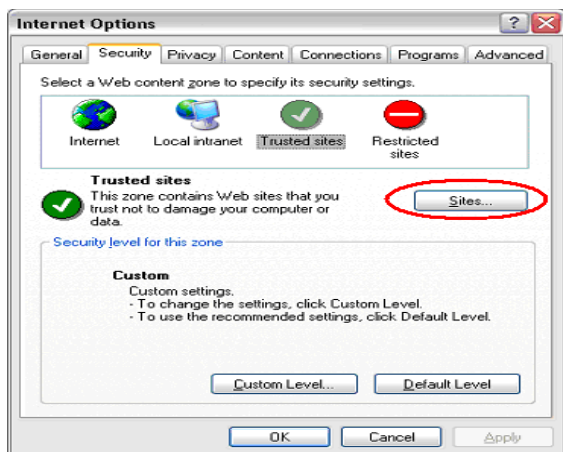 Internet Options
General Security Privacy Content Connections Programs Advanced
Select a Web content zone to specify its security settings.
Internet Local intranet Trusted sites Restricted sites
Trusted sites
This zone contains Web sites that you
trust not to damage your computer or
data.
Sites...
Security level for this zone
Custom
Custom settings.
- To change the settings, click Custom Level.
- To use the recommended settings, click Default Level.
Custom Level... Default Level
OK Cancel Apply